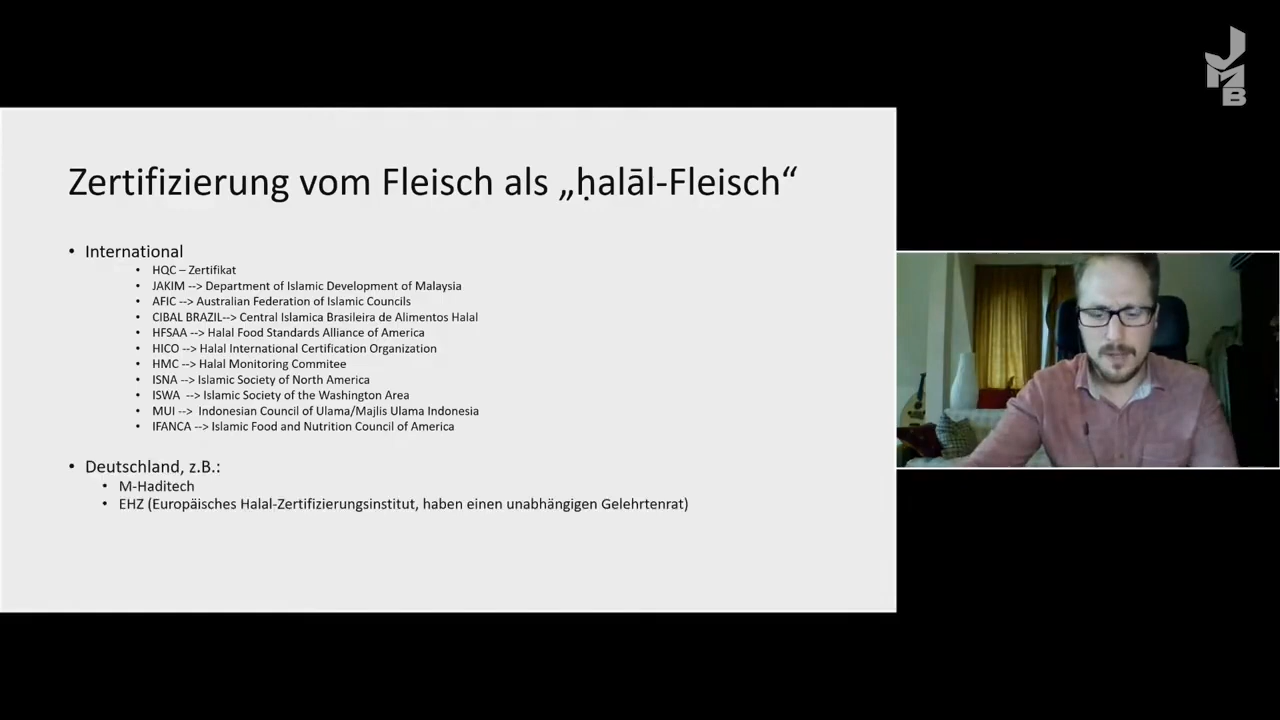 JMB
Zertifizierung vom Fleisch als „ḥalāl-Fleisch“
• International
• HQC – Zertifikat
• JAKIM --> Department of Islamic Development of Malaysia
• AFIC --> Australian Federation of Islamic Councils
• CIBAL BRAZIL--> Central Islamica Brasileira de Alimentos Halal
• HFSAA --> Halal Food Standards Alliance of America
• HICO --> Halal International Certification Organization
• HMC --> Halal Monitoring Commitee
• ISNA --> Islamic Society of North America
• ISWA --> Islamic Society of the Washington Area
• MUI --> Indonesian Council of Ulama/Majlis Ulama Indonesia
• IFANCA --> Islamic Food and Nutrition Council of America
• Deutschland, z.B.:
• M-Haditech
• EHZ (Europäisches Halal-Zertifizierungsinstitut, haben einen unabhängigen Gelehrtenrat)